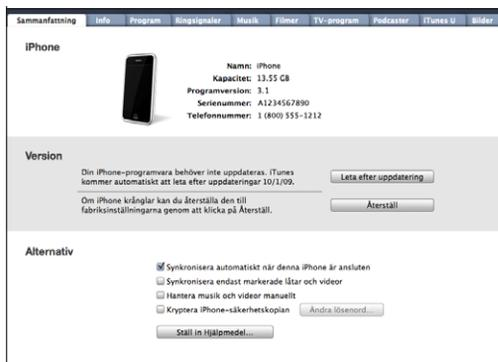 Sammanfattning Info Program Ringsignaler Musik Filmer TV-program Podcaster iTunes U Bilder
iPhone
Namn: iPhone
Kapacitet: 13.55 GB
Programversion: 3.1
Serienummer: A1234567890
Telefonnummer: 1 (800) 555-1212
Version
Din iPhone-programvara behöver inte uppdateras. iTunes
kommer automatiskt att leta efter uppdateringar 10/1/09.
Leta efter uppdatering
Om iPhone krånglar kan du återställa den till
fabriksinställningarna genom att klicka på Återställ.
Återställ
Alternativ
Synkronisera automatiskt när denna iPhone är ansluten
Synkronisera endast markerade låtar och videor
Hantera musik och videor manuellt
Kryptera iPhone-säkerhetskopian Ändra lösenord...
Ställ in Hjälpmedel...